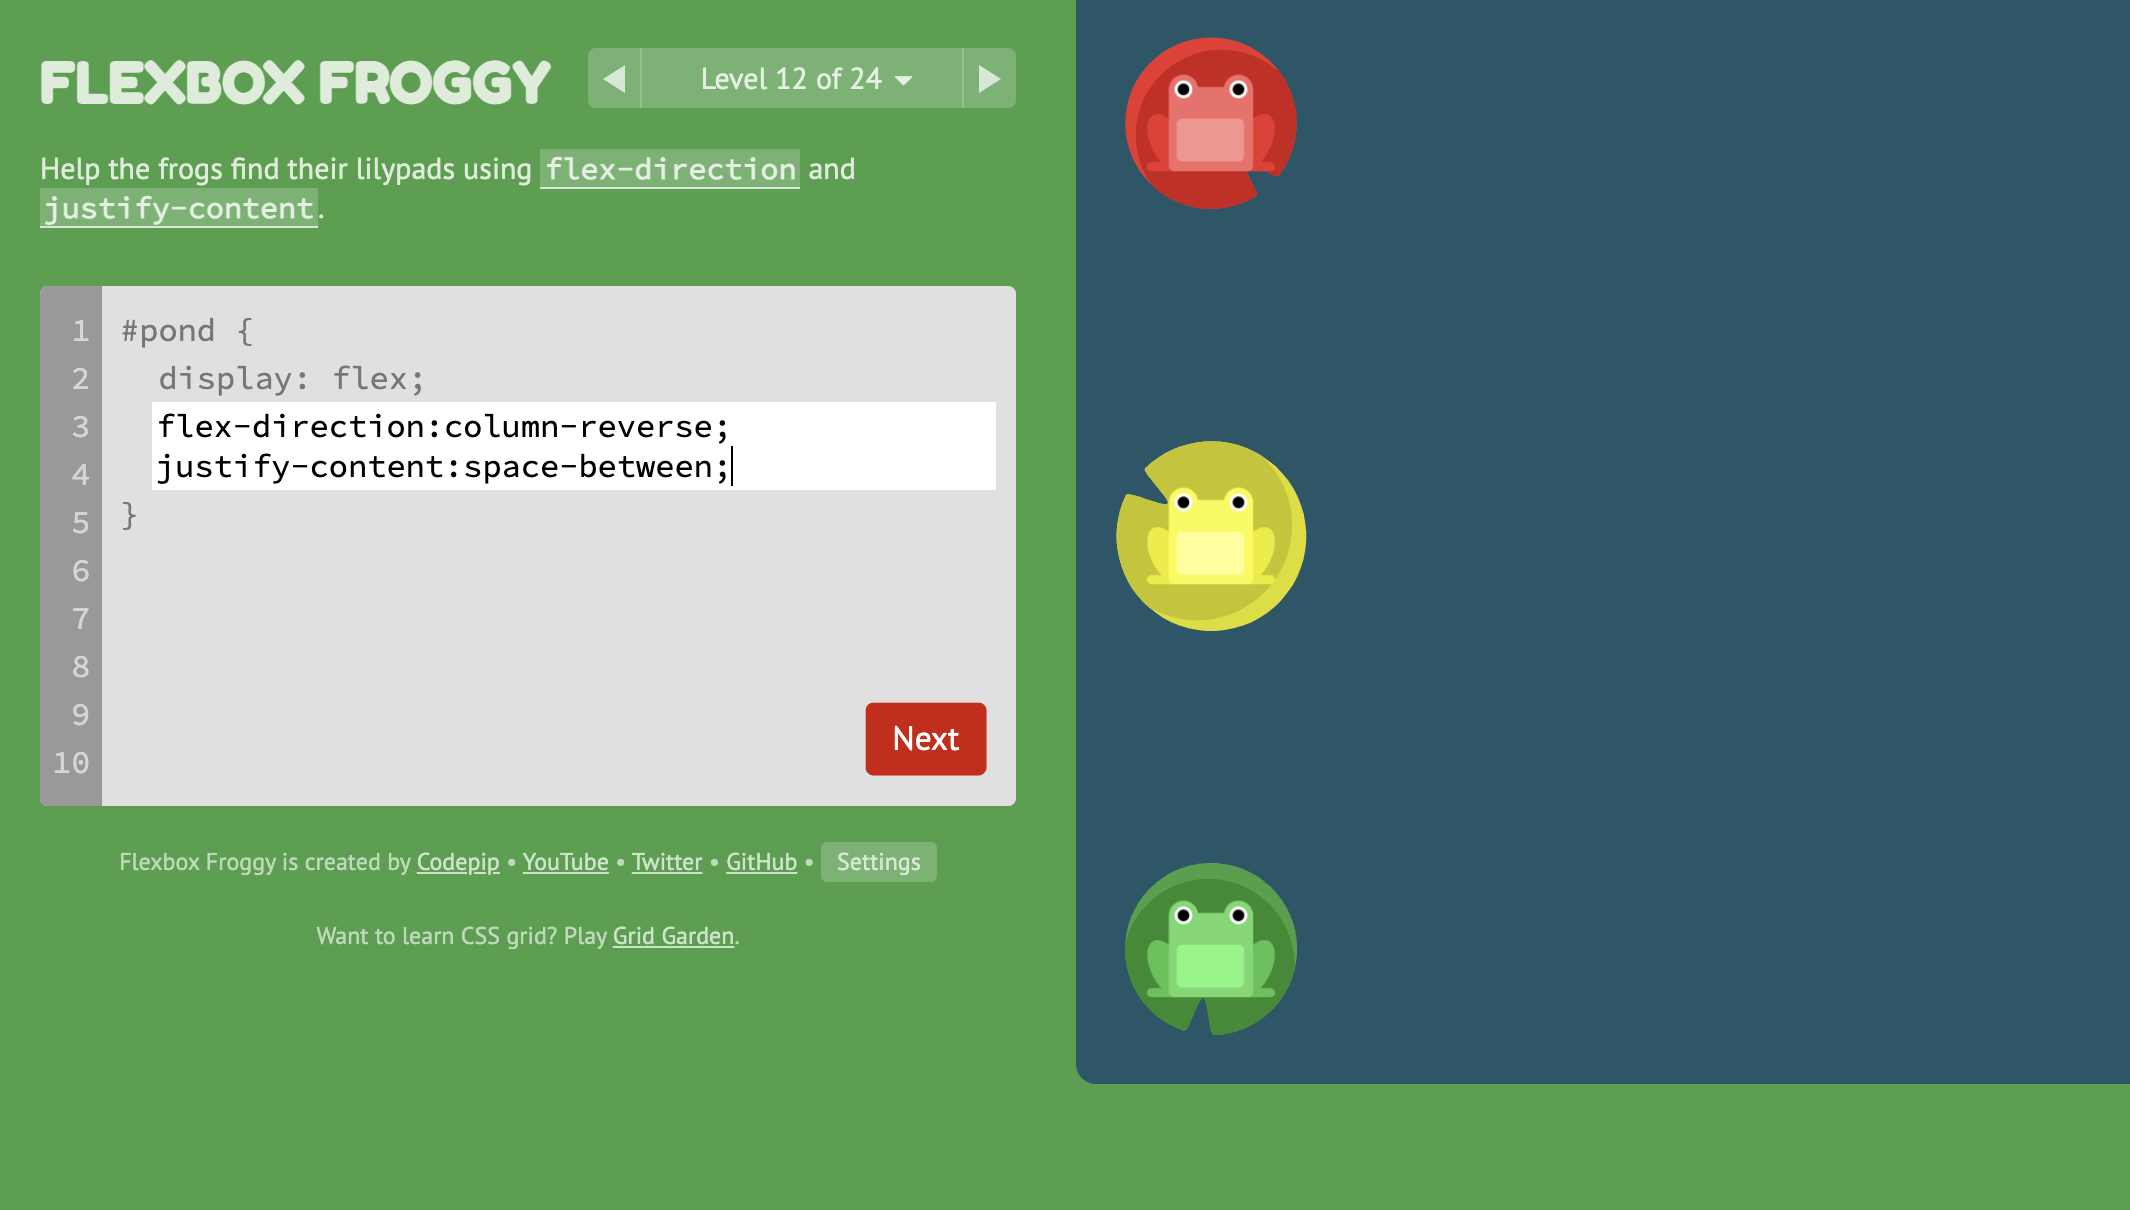 FLEXBOX FROGGY
Level 12 of 24
Help the frogs find their lilypads using flex-direction and
justify-content.
1 #pond {
2 display: flex;
3 flex-direction:column-reverse;
4 justify-content:space-between;
5 }
6
7
8
9
10
Next
Flexbox Froggy is created by Codepip • YouTube • Twitter • GitHub • Settings
Want to learn CSS grid? Play Grid Garden.